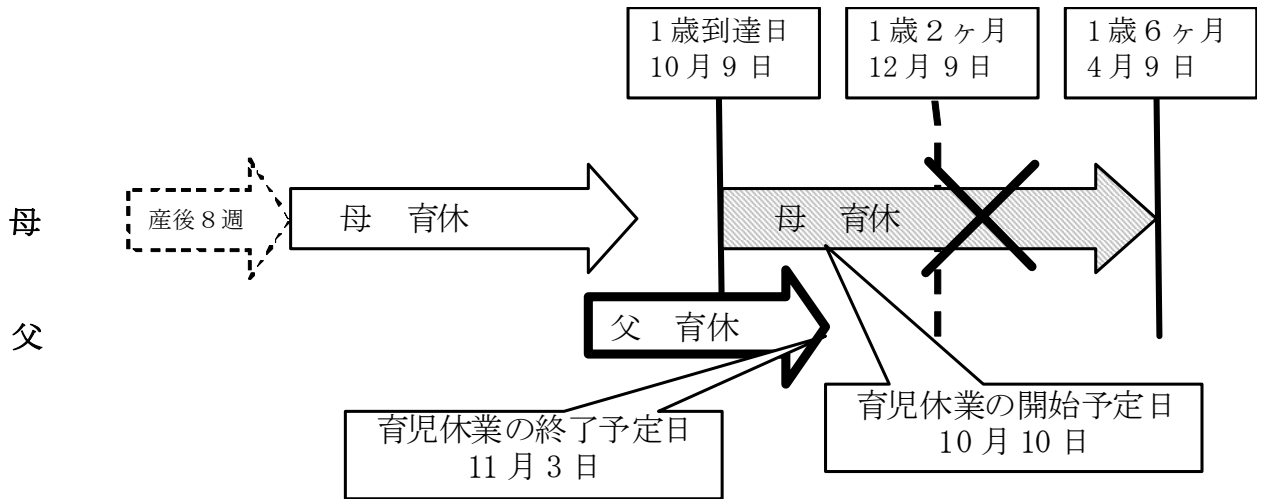 1歳到達日
10月9日
1歳2ヶ月
12月9日
1歳6ヶ月
4月9日
母
産後8週
母 育休
母 育休
父
父 育休
育児休業の終了予定日
11月3日
育児休業の開始予定日
10月10日